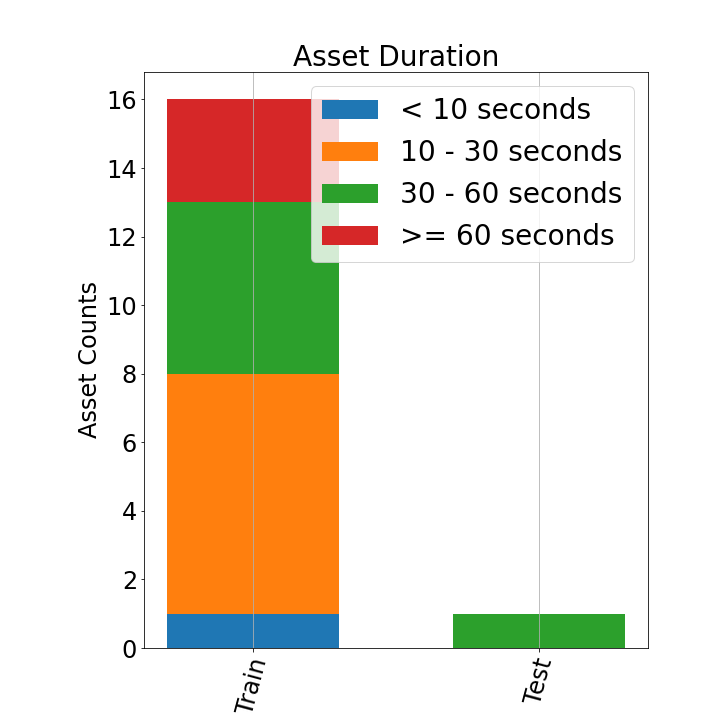 Asset Duration
< 10 seconds
10 - 30 seconds
30 - 60 seconds
>= 60 seconds
Asset Counts
16
14
12
10
8
6
4
2
0
Train
Test